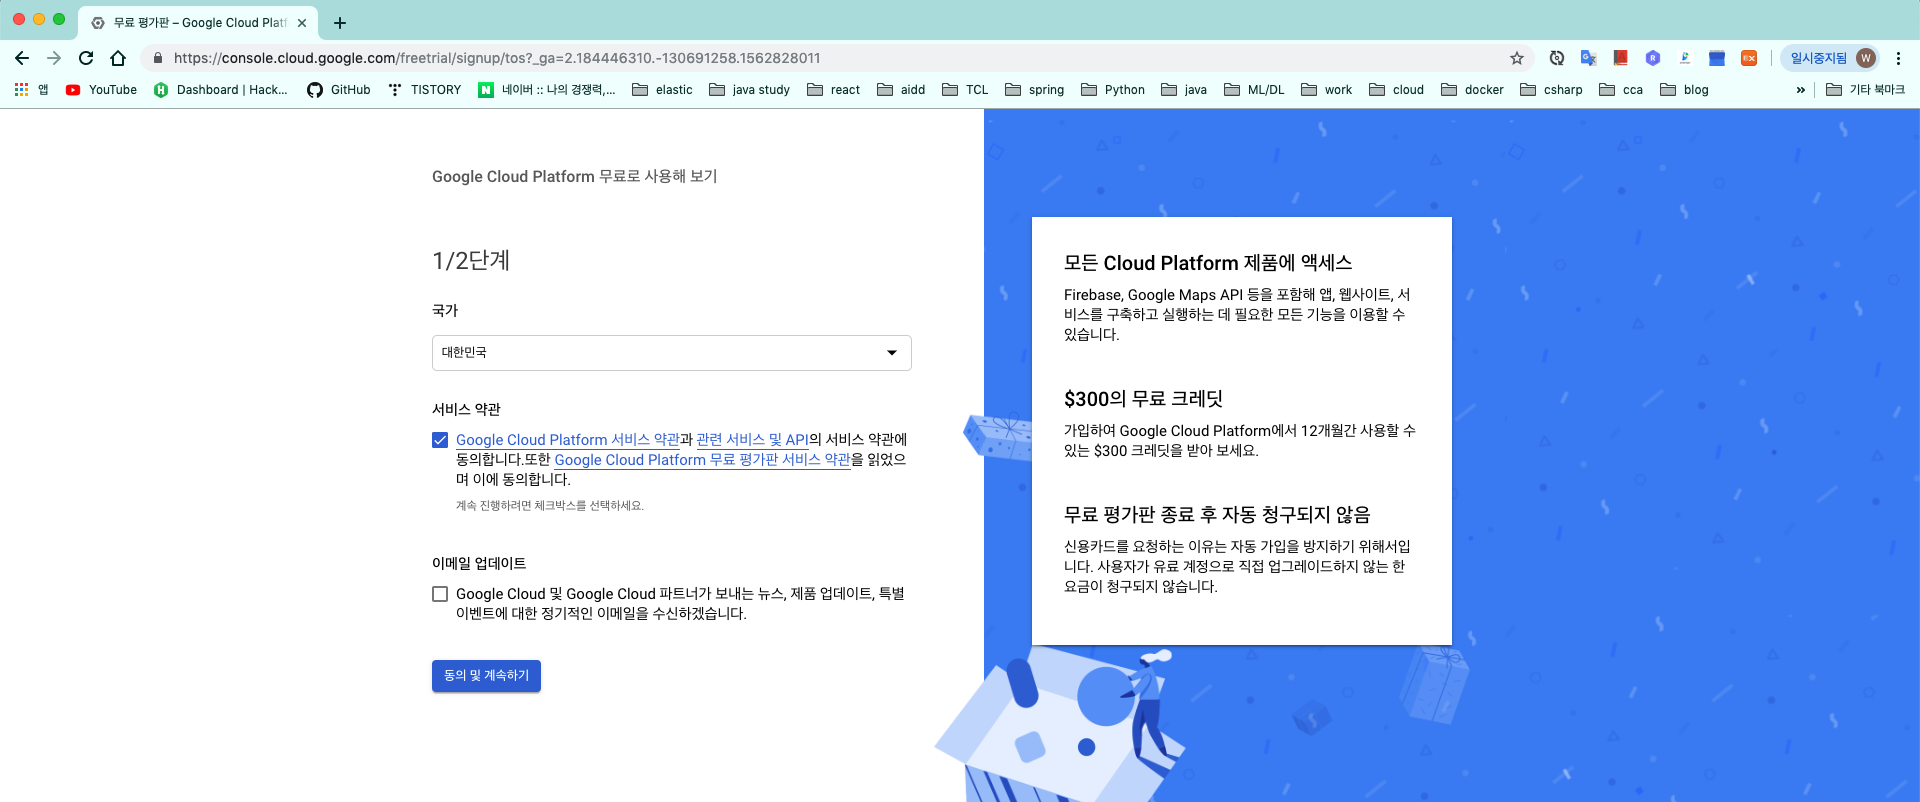 무료 평가판 – Google Cloud Platf
https://console.cloud.google.com/freetrial/signup/tos?_ga=2.184446310.-130691258.1562828011
일시중지됨 W
앱 YouTube Dashboard | Hack... GitHub TISTORY 네이버 :: 나의 경쟁력,... elastic java study react aidd TCL spring Python java ML/DL work cloud docker csharp cca blog » 기타 북마크
Google Cloud Platform 무료로 사용해 보기
1/2단계
국가
대한민국
서비스 약관
Google Cloud Platform 서비스 약관과 관련 서비스 및 API의 서비스 약관에
동의합니다.또한 Google Cloud Platform 무료 평가판 서비스 약관을 읽었으
며 이에 동의합니다.
계속 진행하려면 체크박스를 선택하세요.
이메일 업데이트
Google Cloud 및 Google Cloud 파트너가 보내는 뉴스, 제품 업데이트, 특별
이벤트에 대한 정기적인 이메일을 수신하겠습니다.
동의 및 계속하기
모든 Cloud Platform 제품에 액세스
Firebase, Google Maps API 등을 포함해 앱, 웹사이트, 서
비스를 구축하고 실행하는 데 필요한 모든 기능을 이용할 수
있습니다.
$300의 무료 크레딧
가입하여 Google Cloud Platform에서 12개월간 사용할 수
있는 $300 크레딧을 받아 보세요.
무료 평가판 종료 후 자동 청구되지 않음
신용카드를 요청하는 이유는 자동 가입을 방지하기 위해서입
니다. 사용자가 유료 계정으로 직접 업그레이드하지 않는 한
요금이 청구되지 않습니다.